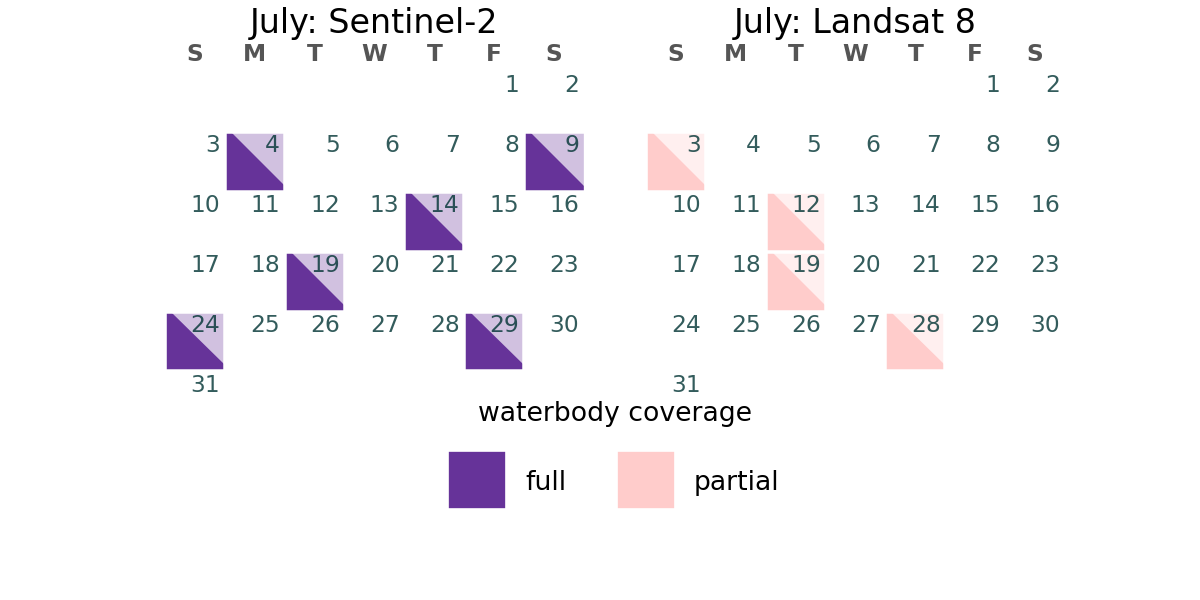 July: Sentinel-2
S M T W T F S
1 2
3 4 5 6 7 8 9
10 11 12 13 14 15 16
17 18 19 20 21 22 23
24 25 26 27 28 29 30
31
July: Landsat 8
S M T W T F S
1 2
3 4 5 6 7 8 9
10 11 12 13 14 15 16
17 18 19 20 21 22 23
24 25 26 27 28 29 30
31
waterbody coverage
full partial